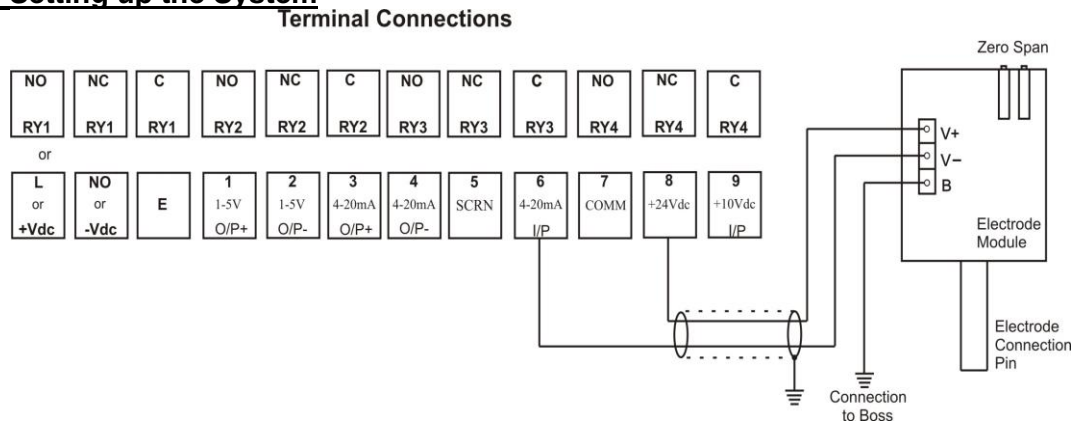 Setting up the System
Terminal Connections
Zero Span
NO NC C NO NC C NO NC C NO NC C
RY1 RY1 RY1 RY2 RY2 RY2 RY3 RY3 RY3 RY4 RY4 RY4
or
L NO E 1 2 3 4 5 6 7 8 9
or or 1-5V 1-5V 4-20mA 4-20mA SCRN 4-20mA COMM +24Vdc +10Vdc
+Vdc -Vdc O/P+ O/P- O/P+ O/P- I/P I/P
V+
V–
B
Electrode
Module
Electrode
Connection
Pin
Connection
to Boss